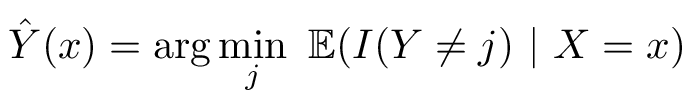 Ŷ(x) = arg min_j 𝔼(I(Y ≠ j) | X = x)